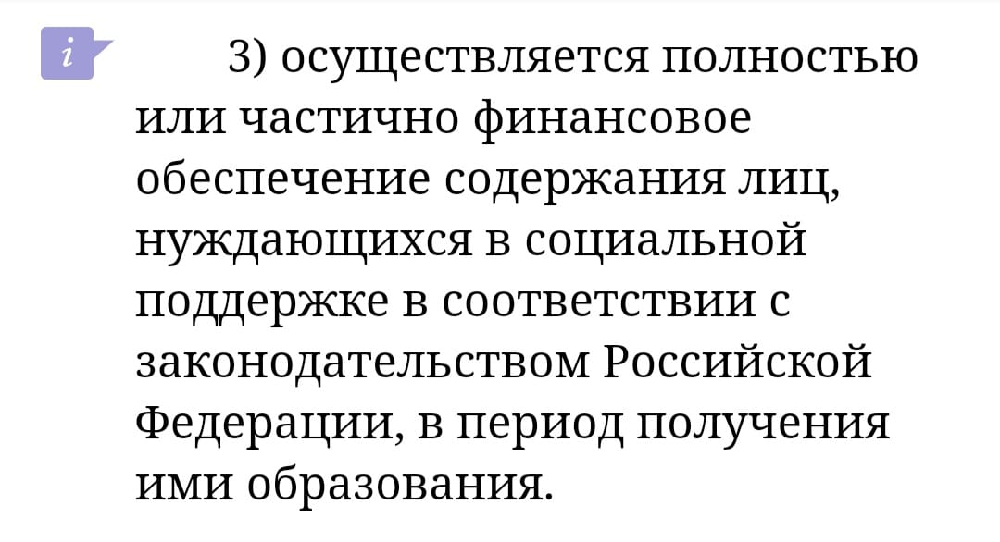 i
3) осуществляется полностью
или частично финансовое
обеспечение содержания лиц,
нуждающихся в социальной
поддержке в соответствии с
законодательством Российской
Федерации, в период получения
ими образования.